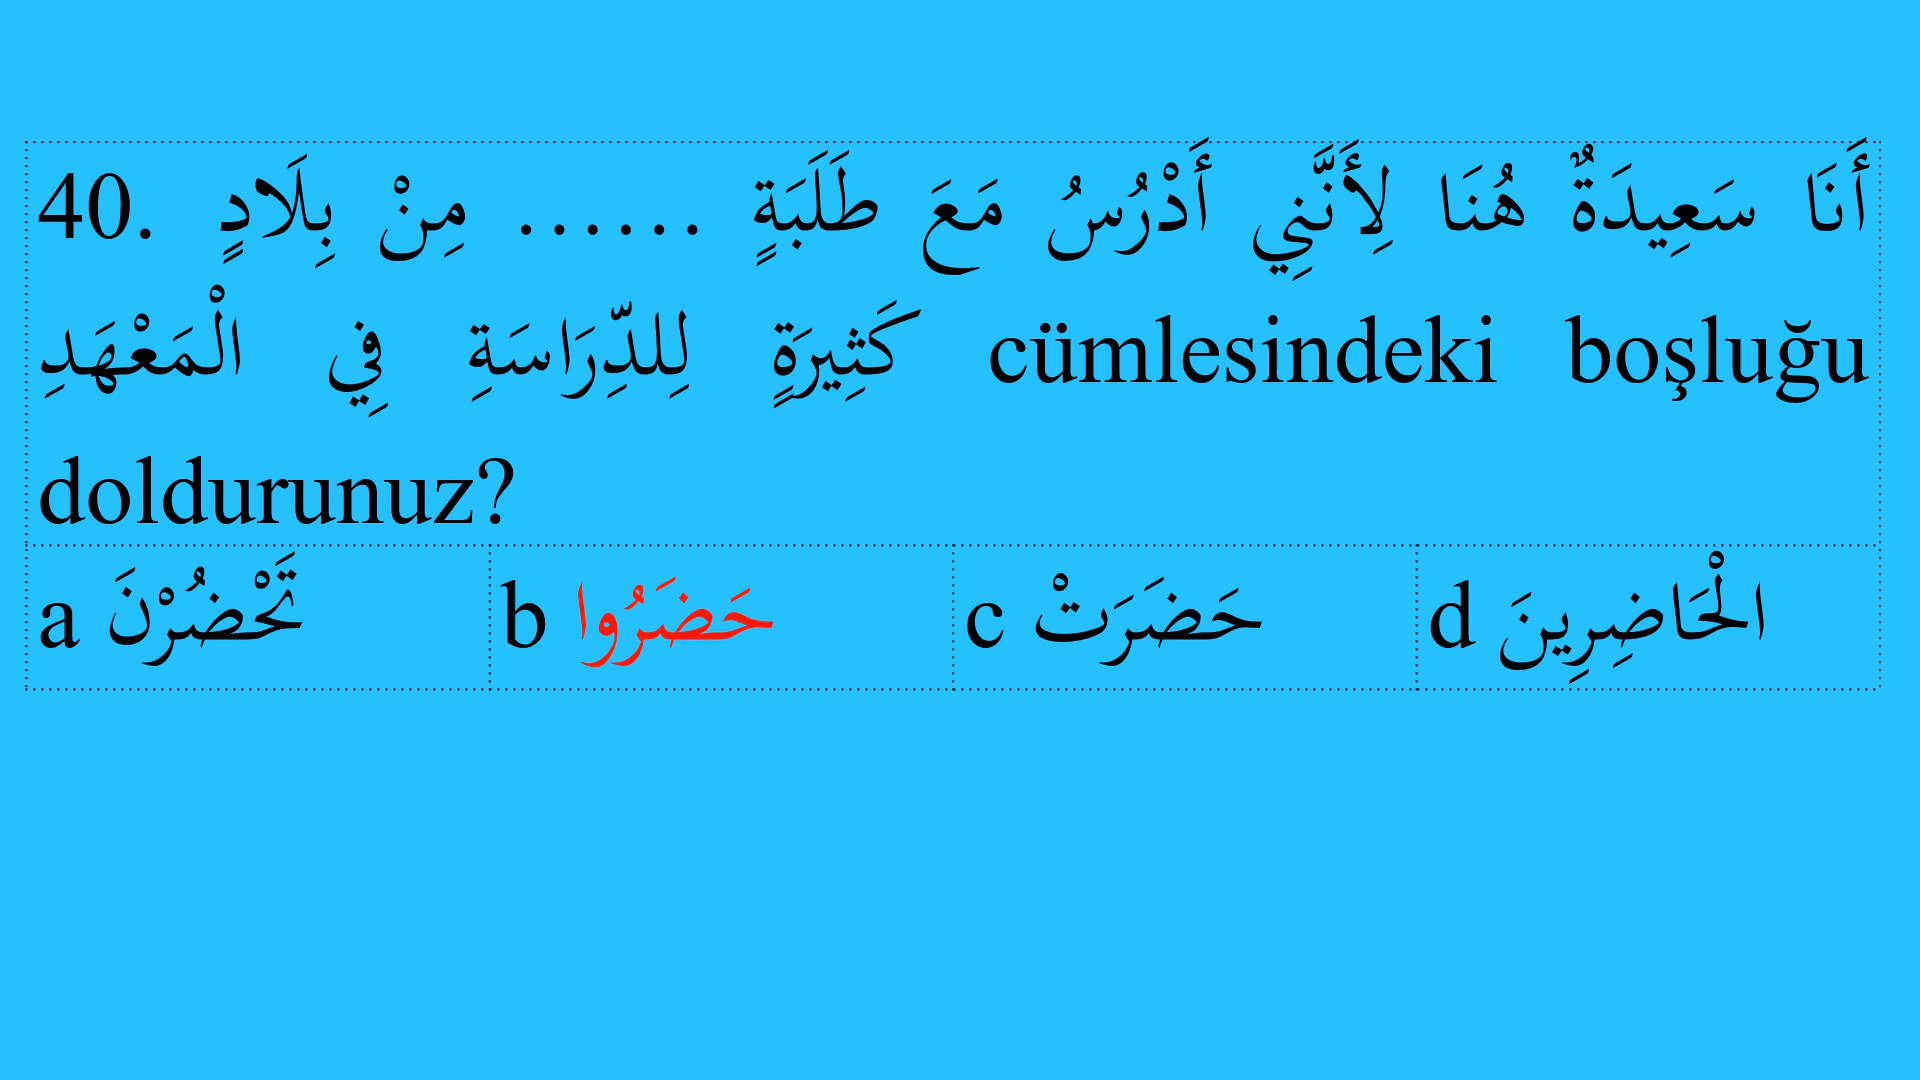 40. أَنَا سَعِيدَةٌ هُنَا لِأَنَّنِي أَدْرُسُ مَعَ طَلَبَةٍ ...... مِنْ بِلَادٍ
كَثِيرَةٍ لِلدِّرَاسَةِ فِي الْمَعْهَدِ cümlesindeki boşluğu
doldurunuz?
a تَحْضُرْنَ
b حَضَرُوا
c حَضَرَتْ
d الْحَاضِرِينَ